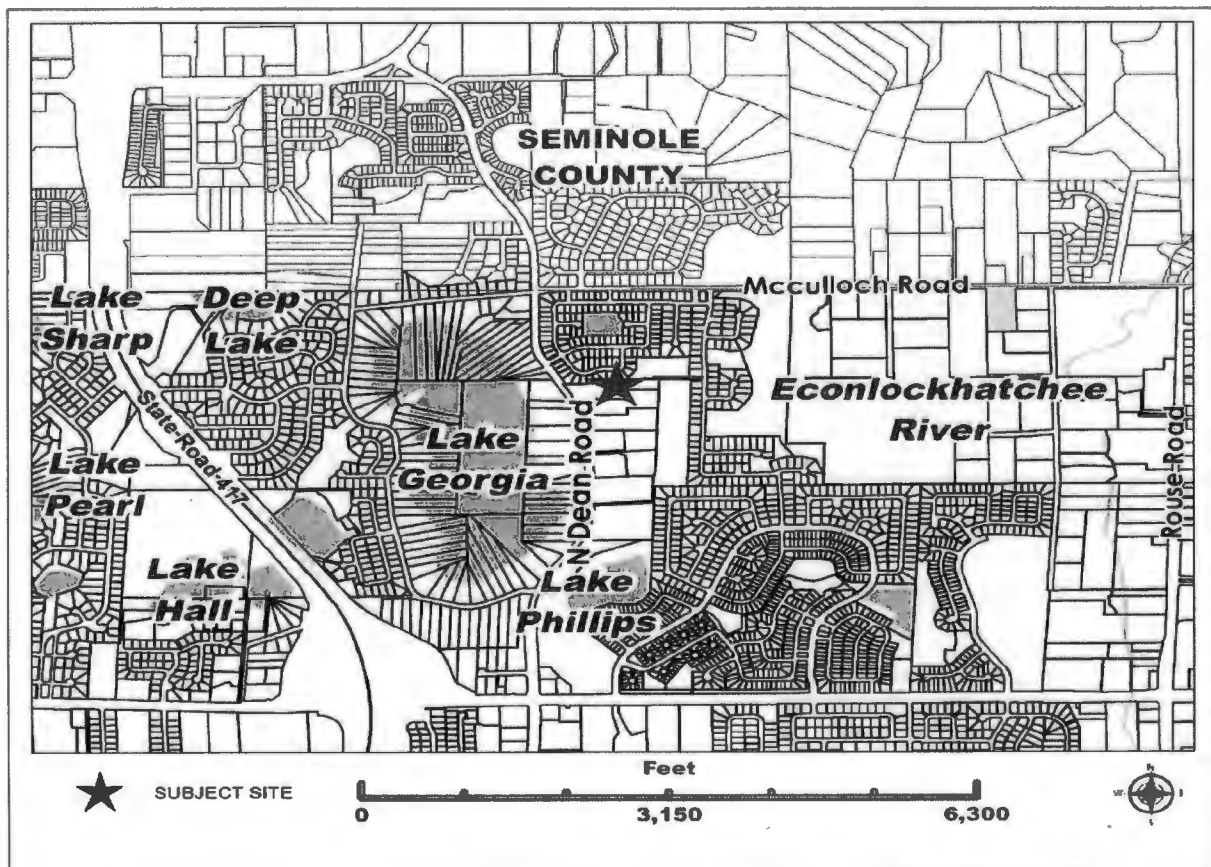 SEMINOLE
COUNTY
Mcculloch Road
Lake
Sharp
Deep
Lake
Econlockhatchee
River
State Road 417
Lake
Georgia
N Dean Road
Rouse Road
Lake
Pearl
Lake
Hall
Lake
Phillips
SUBJECT SITE
Feet
0
3,150
6,300
N
W
S